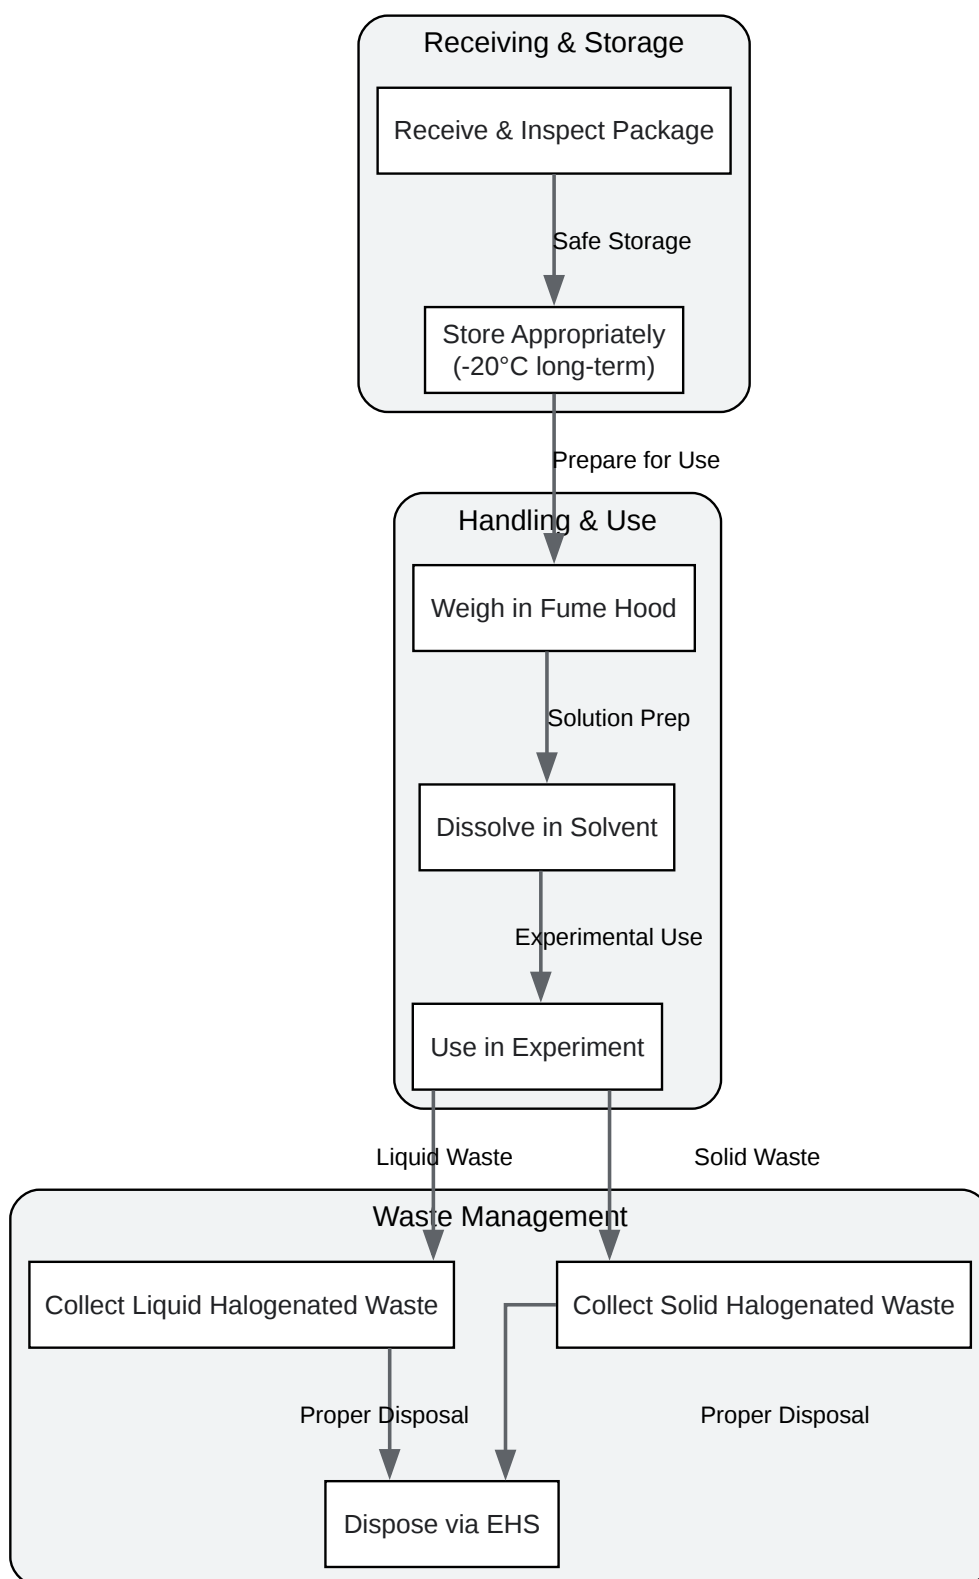 Receiving & Storage
Receive & Inspect Package
Safe Storage
Store Appropriately
(-20°C long-term)
Prepare for Use
Handling & Use
Weigh in Fume Hood
Solution Prep
Dissolve in Solvent
Experimental Use
Use in Experiment
Liquid Waste
Solid Waste
Waste Management
Collect Liquid Halogenated Waste
Collect Solid Halogenated Waste
Proper Disposal
Proper Disposal
Dispose via EHS